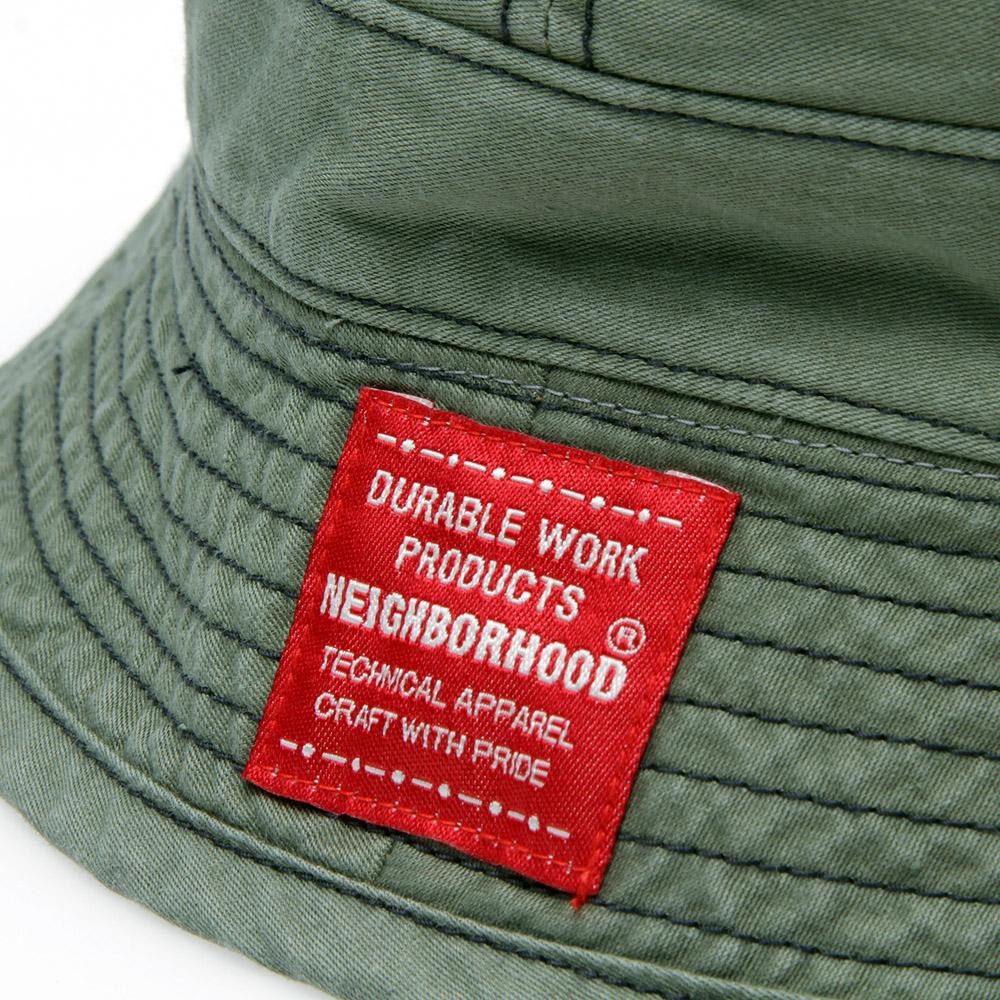 DURABLE WORK
PRODUCTS
NEIGHBORHOOD®
TECHNICAL APPAREL
CRAFT WITH PRIDE